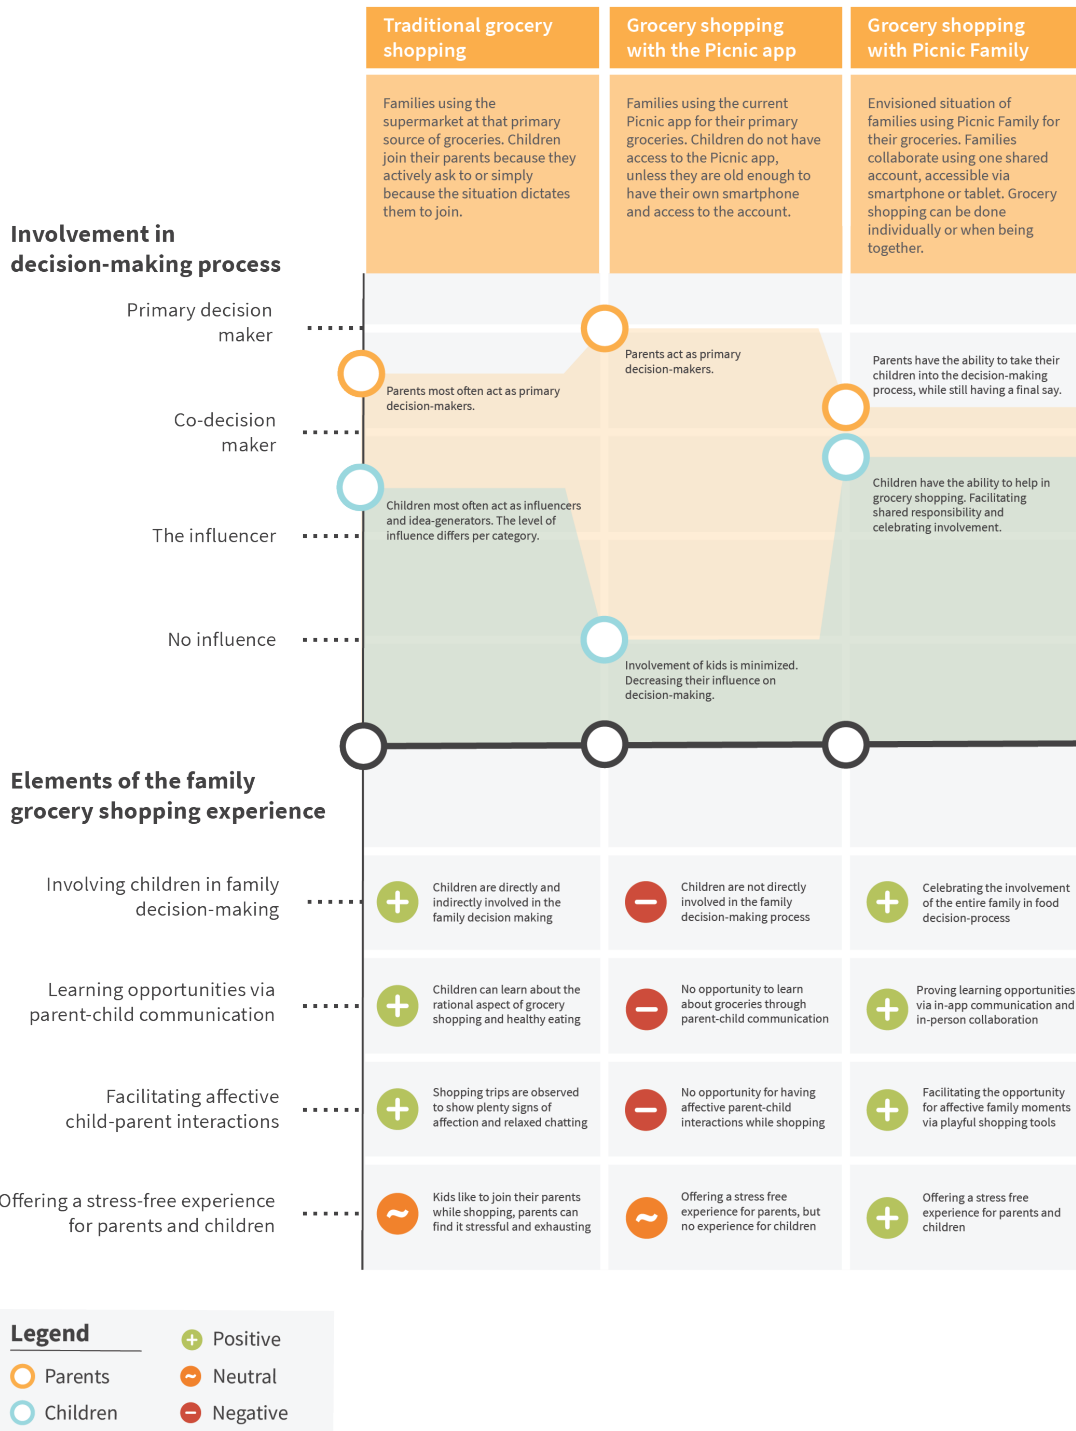 Traditional grocery
shopping
Grocery shopping
with the Picnic app
Grocery shopping
with Picnic Family
Families using the
supermarket at that primary
source of groceries. Children
join their parents because they
actively ask to or simply
because the situation dictates
them to join.
Families using the current
Picnic app for their primary
groceries. Children do not have
access to the Picnic app,
unless they are old enough to
have their own smartphone
and access to the account.
Envisioned situation of
families using Picnic Family for
their groceries. Families
collaborate using one shared
account, accessible via
smartphone or tablet. Grocery
shopping can be done
individually or when being
together.
Involvement in
decision-making process
Primary decision
maker
Co-decision
maker
The influencer
No influence
Parents most often act as primary
decision-makers.
Parents act as primary
decision-makers.
Parents have the ability to take their
children into the decision-making
process, while still having a final say.
Children most often act as influencers
and idea-generators. The level of
influence differs per category.
Involvement of kids is minimized.
Decreasing their influence on
decision-making.
Children have the ability to help in
grocery shopping. Facilitating
shared responsibility and
celebrating involvement.
Elements of the family
grocery shopping experience
Involving children in family
decision-making
Children are directly and
indirectly involved in the
family decision making
Children are not directly
involved in the family
decision-making process
Celebrating the involvement
of the entire family in food
decision-process
Learning opportunities via
parent-child communication
Children can learn about the
rational aspect of grocery
shopping and healthy eating
No opportunity to learn
about groceries through
parent-child communication
Proving learning opportunities
via in-app communication and
in-person collaboration
Facilitating affective
child-parent interactions
Shopping trips are observed
to show plenty signs of
affection and relaxed chatting
No opportunity for having
affective parent-child
interactions while shopping
Facilitating the opportunity
for affective family moments
via playful shopping tools
Offering a stress-free experience
for parents and children
Kids like to join their parents
while shopping, parents can
find it stressful and exhausting
Offering a stress free
experience for parents, but
no experience for children
Offering a stress free
experience for parents and
children
Legend
Parents
Children
Positive
Neutral
Negative